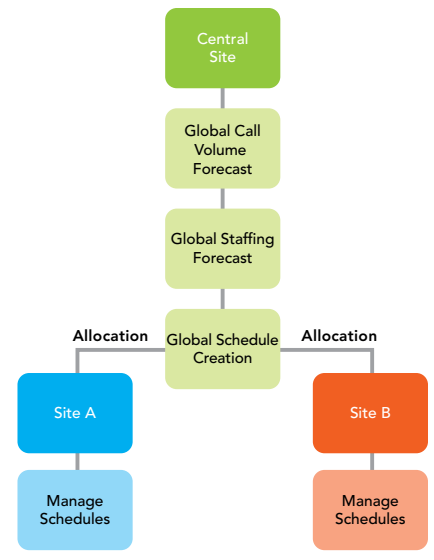 Central
Site
Global Call
Volume
Forecast
Global Staffing
Forecast
Allocation
Global Schedule
Creation
Allocation
Site A
Site B
Manage
Schedules
Manage
Schedules